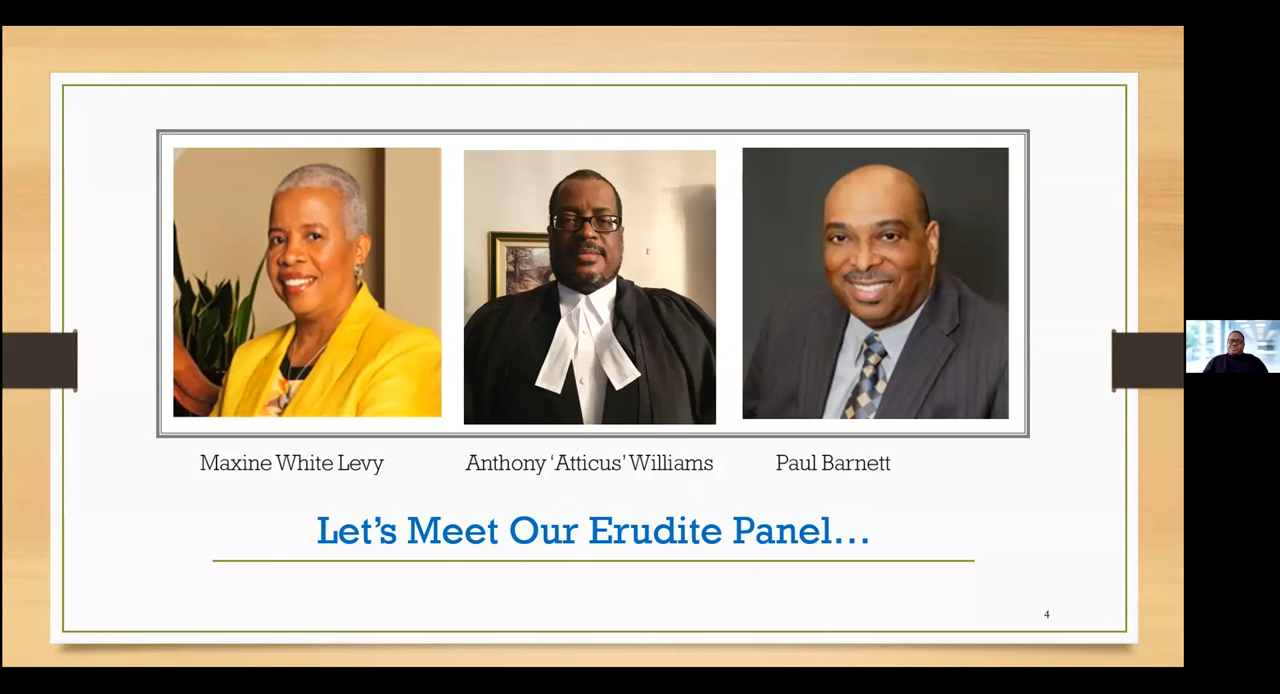 Maxine White Levy
Anthony ‘Atticus’ Williams
Paul Barnett
Let’s Meet Our Erudite Panel…
4